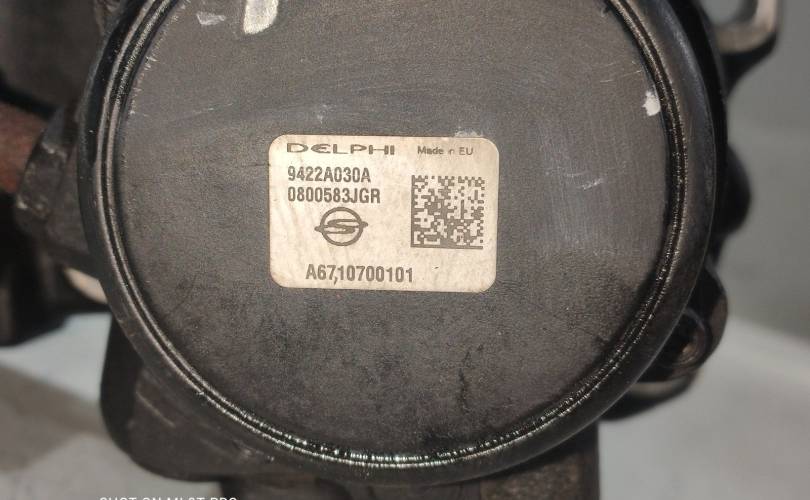 DELPHI Made in EU
9422A030A
0800583JGR
A6710700101